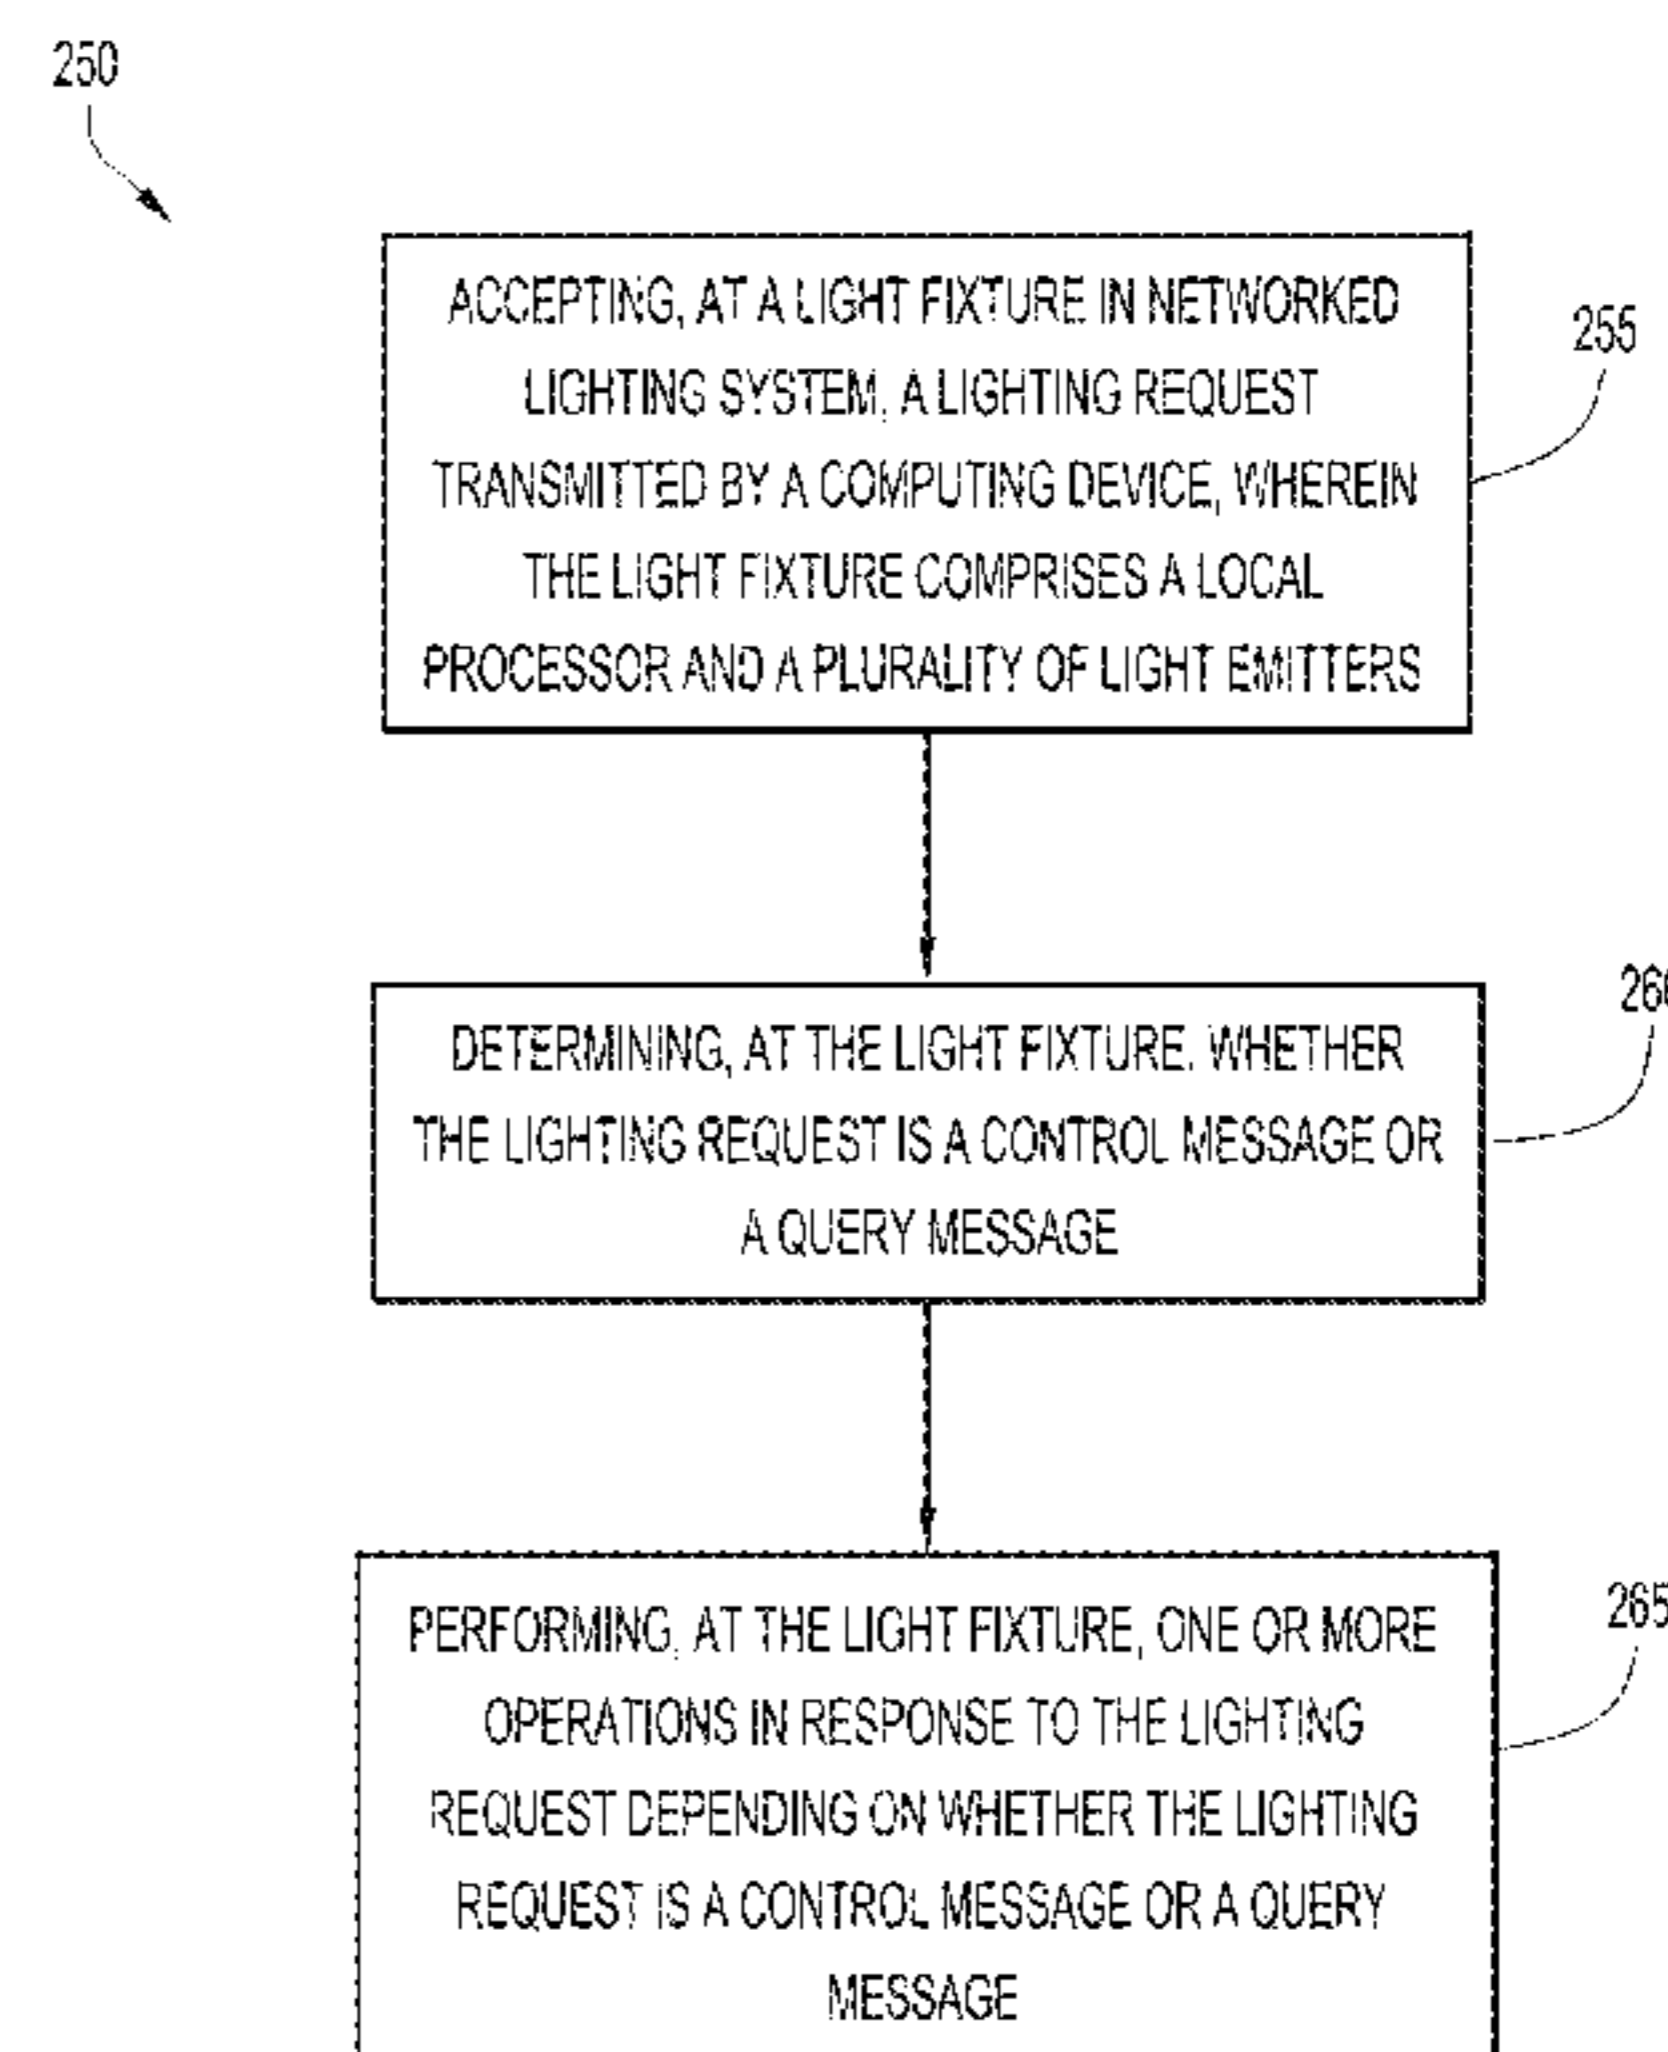 250
ACCEPTING, AT A LIGHT FIXTURE IN NETWORKED
LIGHTING SYSTEM, A LIGHTING REQUEST
TRANSMITTED BY A COMPUTING DEVICE, WHEREIN
THE LIGHT FIXTURE COMPRISES A LOCAL
PROCESSOR AND A PLURALITY OF LIGHT EMITTERS
255
DETERMINING, AT THE LIGHT FIXTURE, WHETHER
THE LIGHTING REQUEST IS A CONTROL MESSAGE OR
A QUERY MESSAGE
PERFORMING, AT THE LIGHT FIXTURE, ONE OR MORE
OPERATIONS IN RESPONSE TO THE LIGHTING
REQUEST DEPENDING ON WHETHER THE LIGHTING
REQUEST IS A CONTROL MESSAGE OR A QUERY
MESSAGE
265